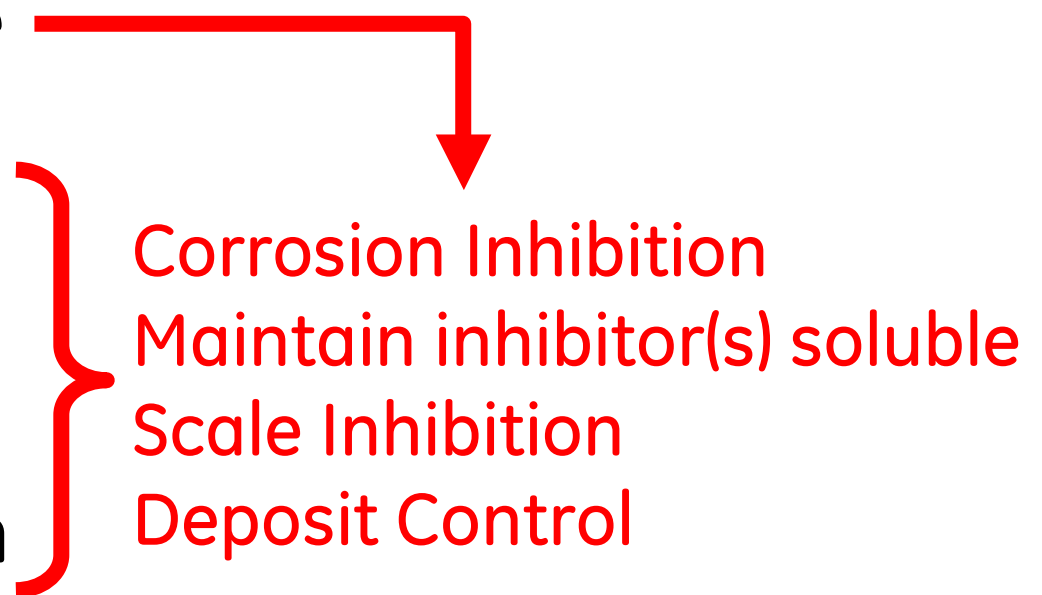 Corrosion Inhibition
Maintain inhibitor(s) soluble
Scale Inhibition
Deposit Control